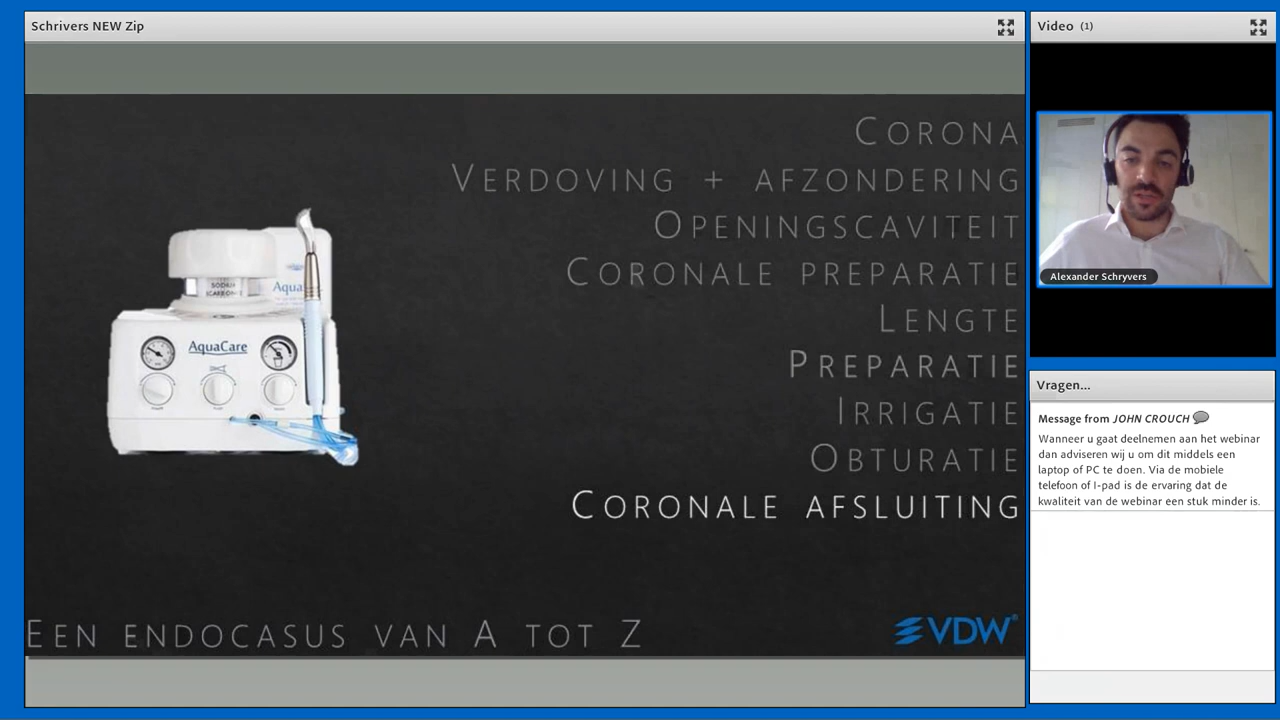 Schrivers NEW Zip
CORONA
VERDOVING + AFZONDERING
OPENINGSCAVITEIT
CORONALE PREPARATIE
LENGTE
PREPARATIE
IRRIGATIE
OBTURATIE
CORONALE AFSLUITING
AquaCare
EEN ENDOCASUS VAN A TOT Z
VDW®
Video (1)
Alexander Schryvers
Vragen...
Message from JOHN CROUCH
Wanneer u gaat deelnemen aan het webinar
dan adviseren wij u om dit middels een
laptop of PC te doen. Via de mobiele
telefoon of I-pad is de ervaring dat de
kwaliteit van de webinar een stuk minder is.